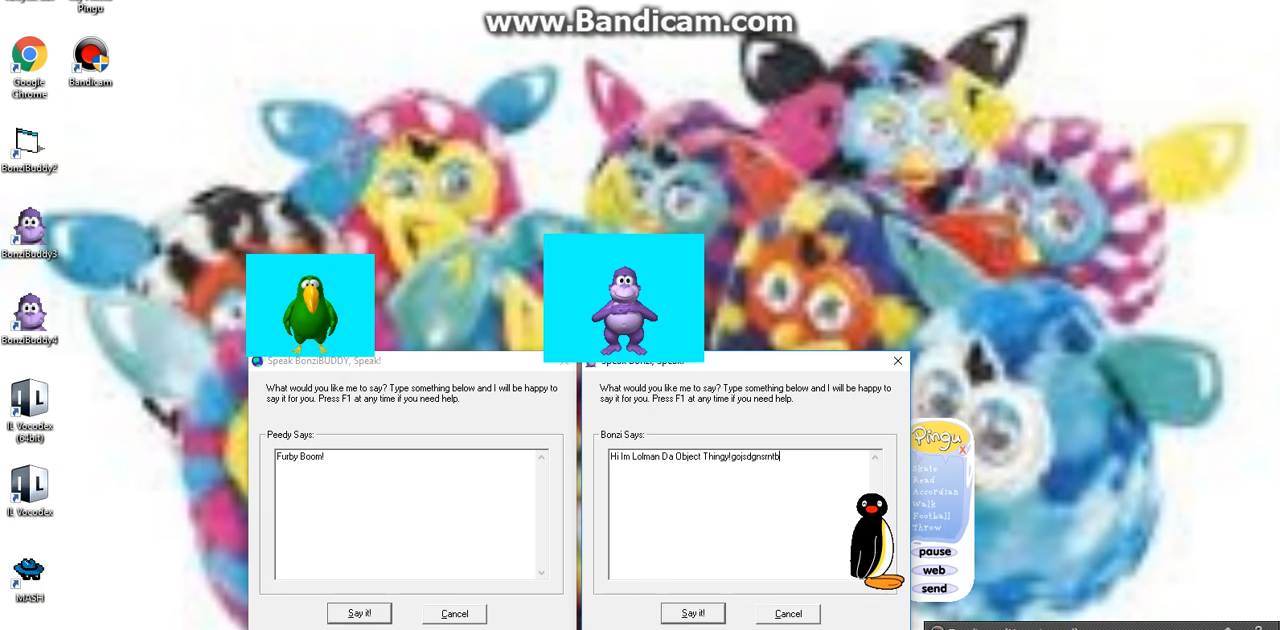 Pingu
www.Bandicam.com
Google
Chrome
Bandicam
BonziBuddy2
BonziBuddy3
BonziBuddy4
IL Vocodex
(64bit)
IL Vocodex
MASH
Speak BonziBUDDY, Speak!
What would you like me to say? Type something below and I will be happy to
say it for you. Press F1 at any time if you need help.
Peedy Says:
Furby Boom!
Say it!
Cancel
Speak Bonzi, Speak!
What would you like me to say? Type something below and I will be happy to
say it for you. Press F1 at any time if you need help.
Bonzi Says:
Hi Im Lolman Da Object Thingy!gojsdgnsrntb
Say it!
Cancel
Pingu
X
Skate
Read
Accordian
Walk
Football
Throw
pause
web
send